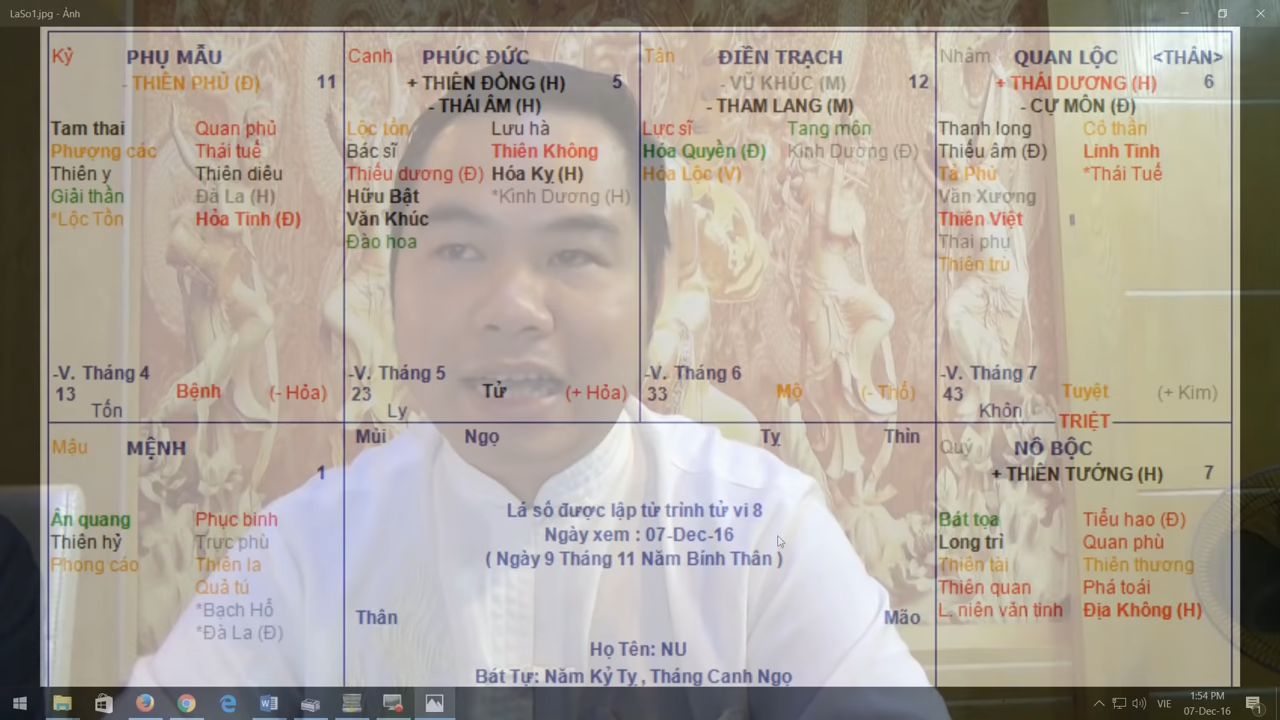 LaSo1.jpg - Ảnh
Kỷ PHỤ MẪU
- THIÊN PHỦ (Đ) 11
Tam thai Quan phủ
Phượng các Thái tuế
Thiên y Thiên diêu
Giải thần Đà La (H)
*Lộc Tồn Hỏa Tinh (Đ)
-V. Tháng 4
13 Bệnh (- Hỏa)
Tốn
Canh PHÚC ĐỨC
+ THIÊN ĐỒNG (H) 5
- THÁI ÂM (H)
Lộc tồn Lưu hà
Bác sĩ Thiên Không
Thiếu dương (Đ) Hóa Kỵ (H)
Hữu Bật *Kình Dương (H)
Văn Khúc
Đào hoa
-V. Tháng 5
23 Tử (+ Hỏa)
Ly
Tân ĐIỀN TRẠCH
- VŨ KHÚC (M) 12
- THAM LANG (M)
Lực sĩ Tang môn
Hóa Quyền (Đ) Kình Dương (Đ)
Hóa Lộc (V)
-V. Tháng 6
33 Mộ (- Thổ)
Nhâm QUAN LỘC <THÂN>
+ THÁI DƯƠNG (H) 6
- CỰ MÔN (Đ)
Thanh long Cô thần
Thiếu âm (Đ) Linh Tinh
Tả Phù *Thái Tuế
Văn Xương
Thiên Việt
Thai phụ
Thiên trù
-V. Tháng 7
43 Tuyệt (+ Kim)
Khôn
TRIỆT
Mậu MỆNH
1
Ân quang Phục binh
Thiên hỷ Trực phù
Phong cáo Thiên la
Quả tú
*Bạch Hổ
*Đà La (Đ)
Mùi Ngọ Tỵ Thìn
Lá số được lập từ trình tử vi 8
Ngày xem : 07-Dec-16
( Ngày 9 Tháng 11 Năm Bính Thân )
Thân Mão
Họ Tên: NU
Bát Tự: Năm Kỷ Tỵ , Tháng Canh Ngọ
Quý NÔ BỘC
+ THIÊN TƯỚNG (H) 7
Bát tọa Tiểu hao (Đ)
Long trì Quan phù
Thiên tài Thiên thương
Thiên quan Phá toái
L. niên văn tinh Địa Không (H)
VIE
1:54 PM
07-Dec-16